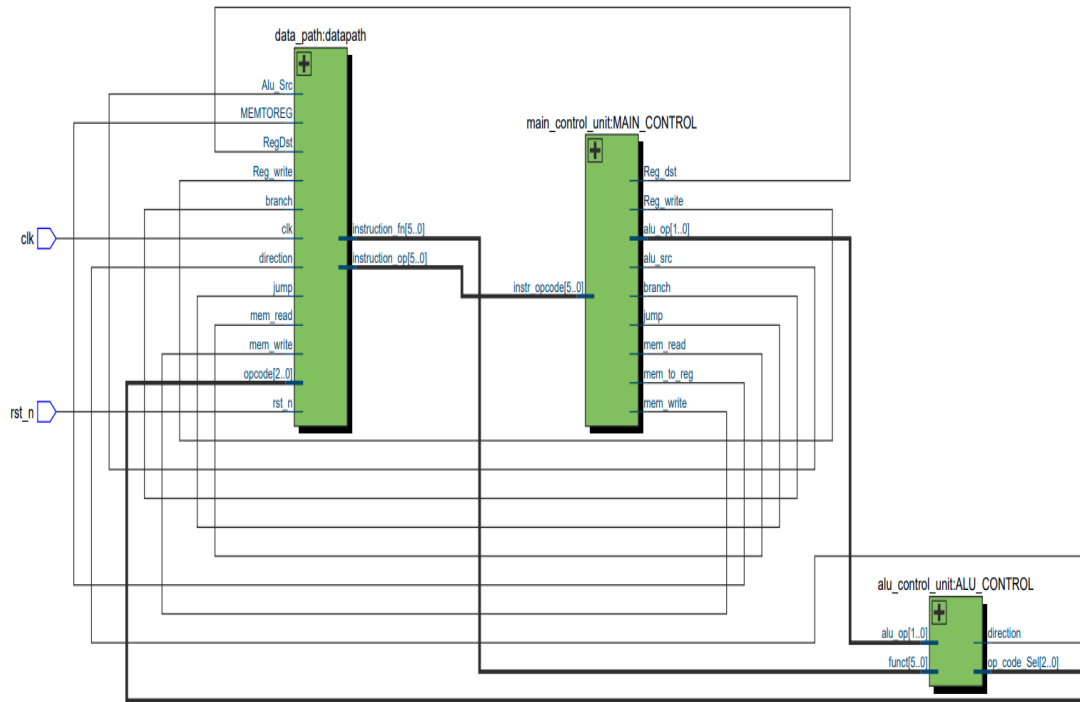 data_path:datapath
Alu_Src
MEMTOREG
RegDst
Reg_write
branch
clk
direction
jump
mem_read
mem_write
opcode[2..0]
rst_n
instruction_fn[5..0]
instruction_op[5..0]
clk
rst_n
main_control_unit:MAIN_CONTROL
instr_opcode[5..0]
Reg_dst
Reg_write
alu_op[1..0]
alu_src
branch
jump
mem_read
mem_to_reg
mem_write
alu_control_unit:ALU_CONTROL
alu_op[1..0]
funct[5..0]
direction
op_code_Sel[2..0]